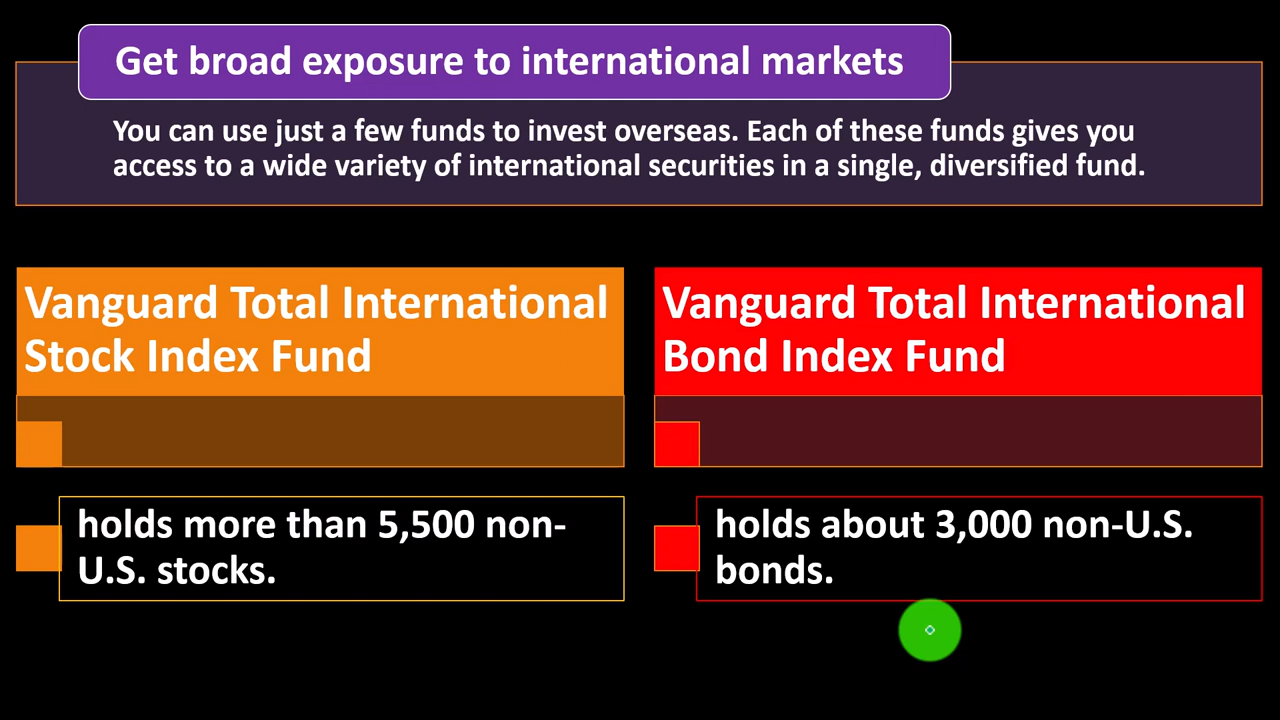 Get broad exposure to international markets
You can use just a few funds to invest overseas. Each of these funds gives you
access to a wide variety of international securities in a single, diversified fund.
Vanguard Total International
Stock Index Fund
holds more than 5,500 non-
U.S. stocks.
Vanguard Total International
Bond Index Fund
holds about 3,000 non-U.S.
bonds.